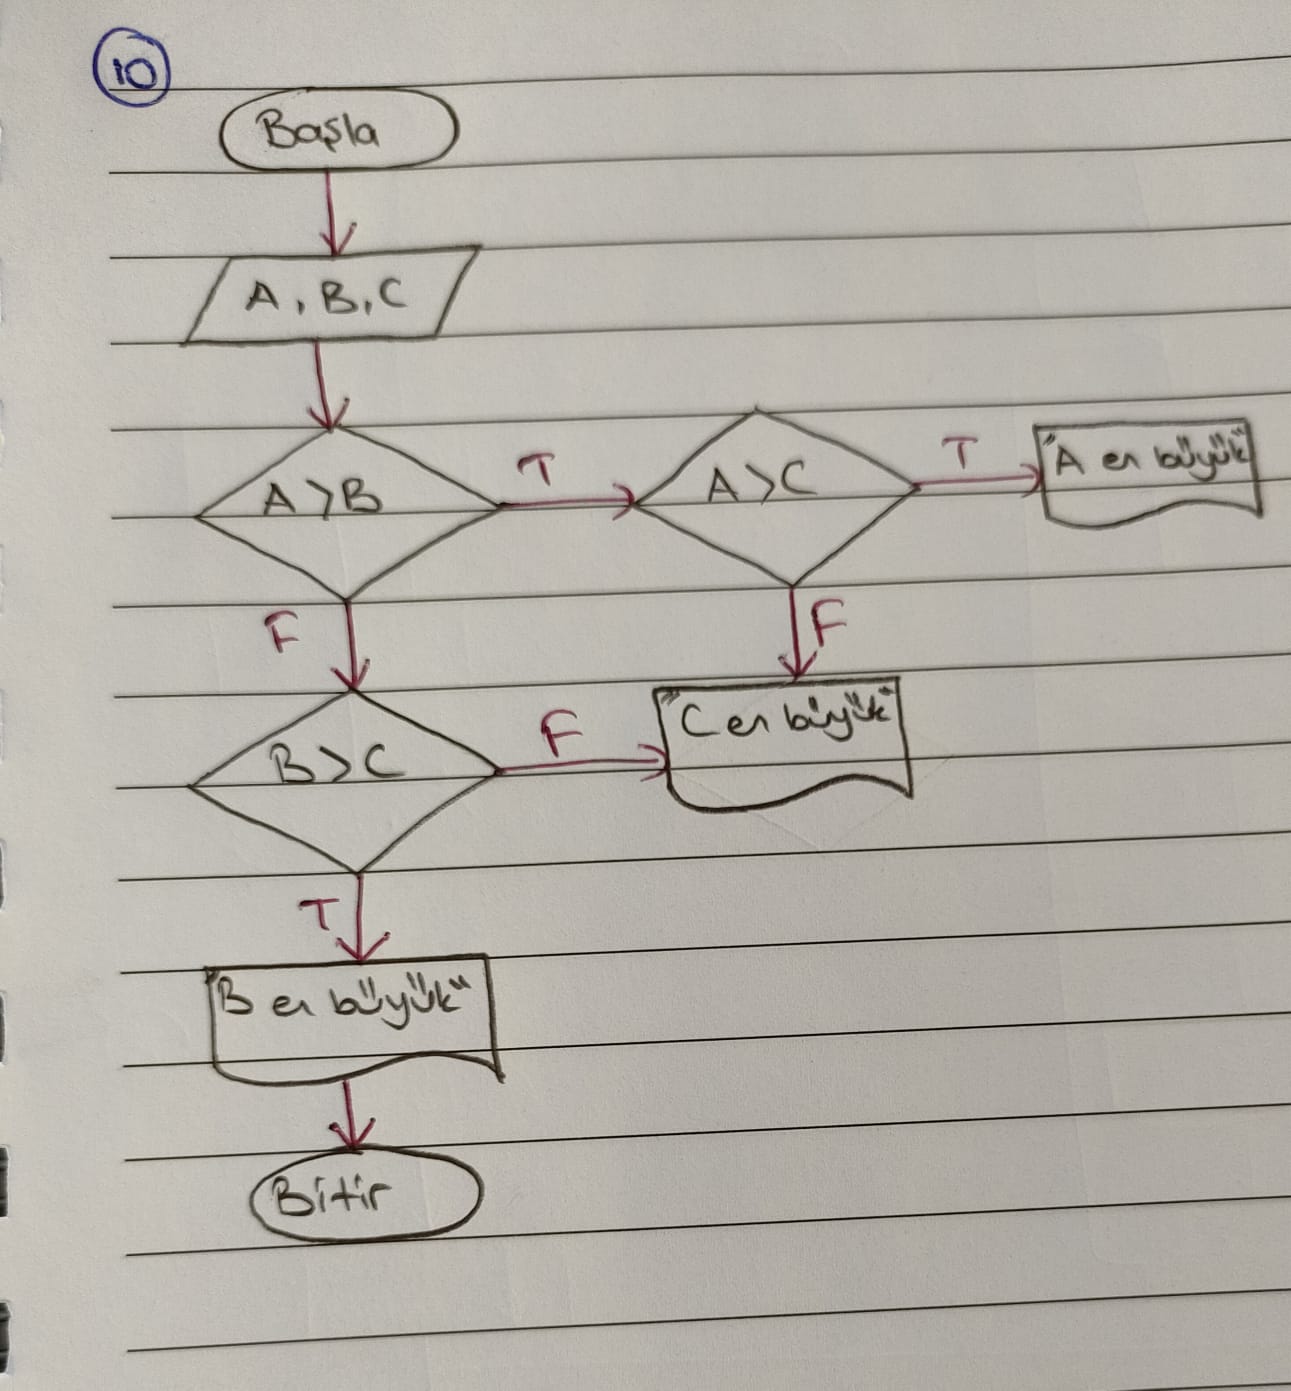 10
Başla
A, B, C
A>B
T
A>C
T
"A en büyük"
F
F
B>C
F
"C en büyük"
T
"B en büyük"
Bitir